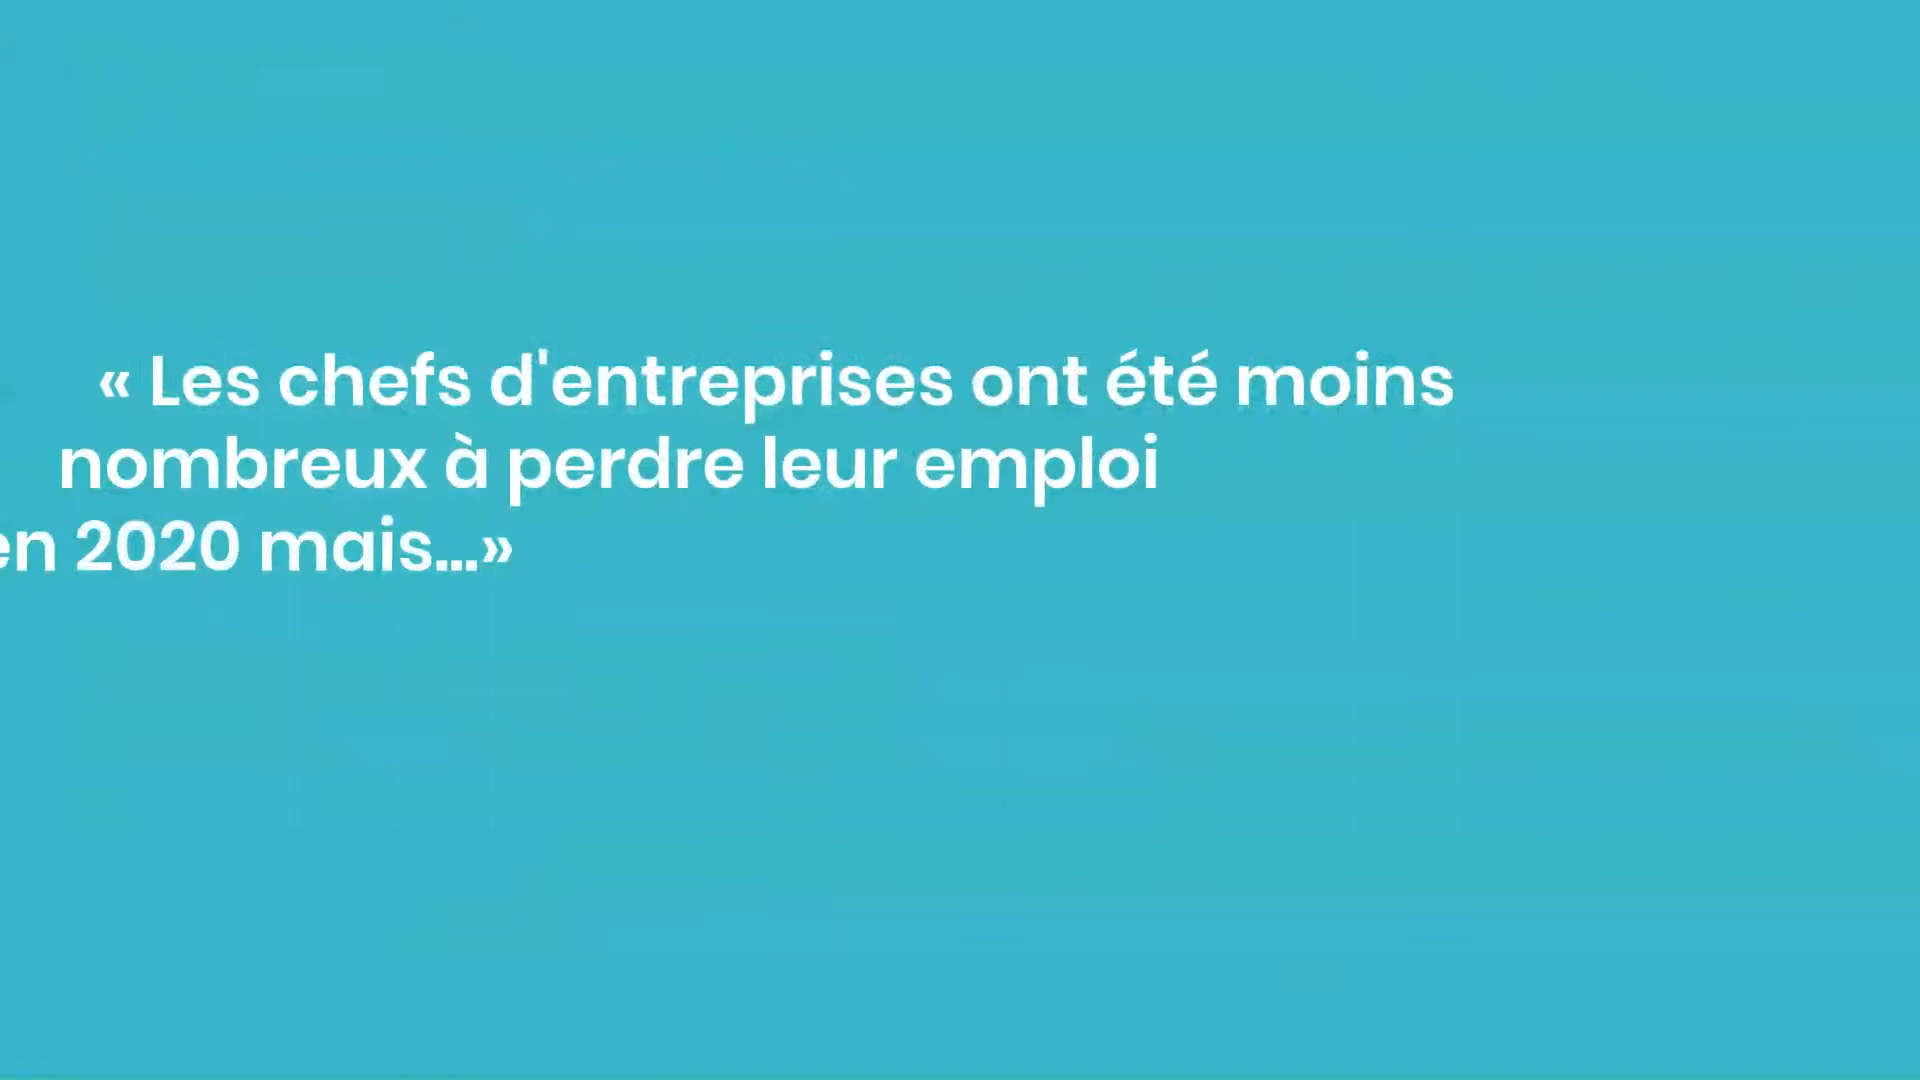 « Les chefs d'entreprises ont été moins
nombreux à perdre leur emploi
en 2020 mais...»